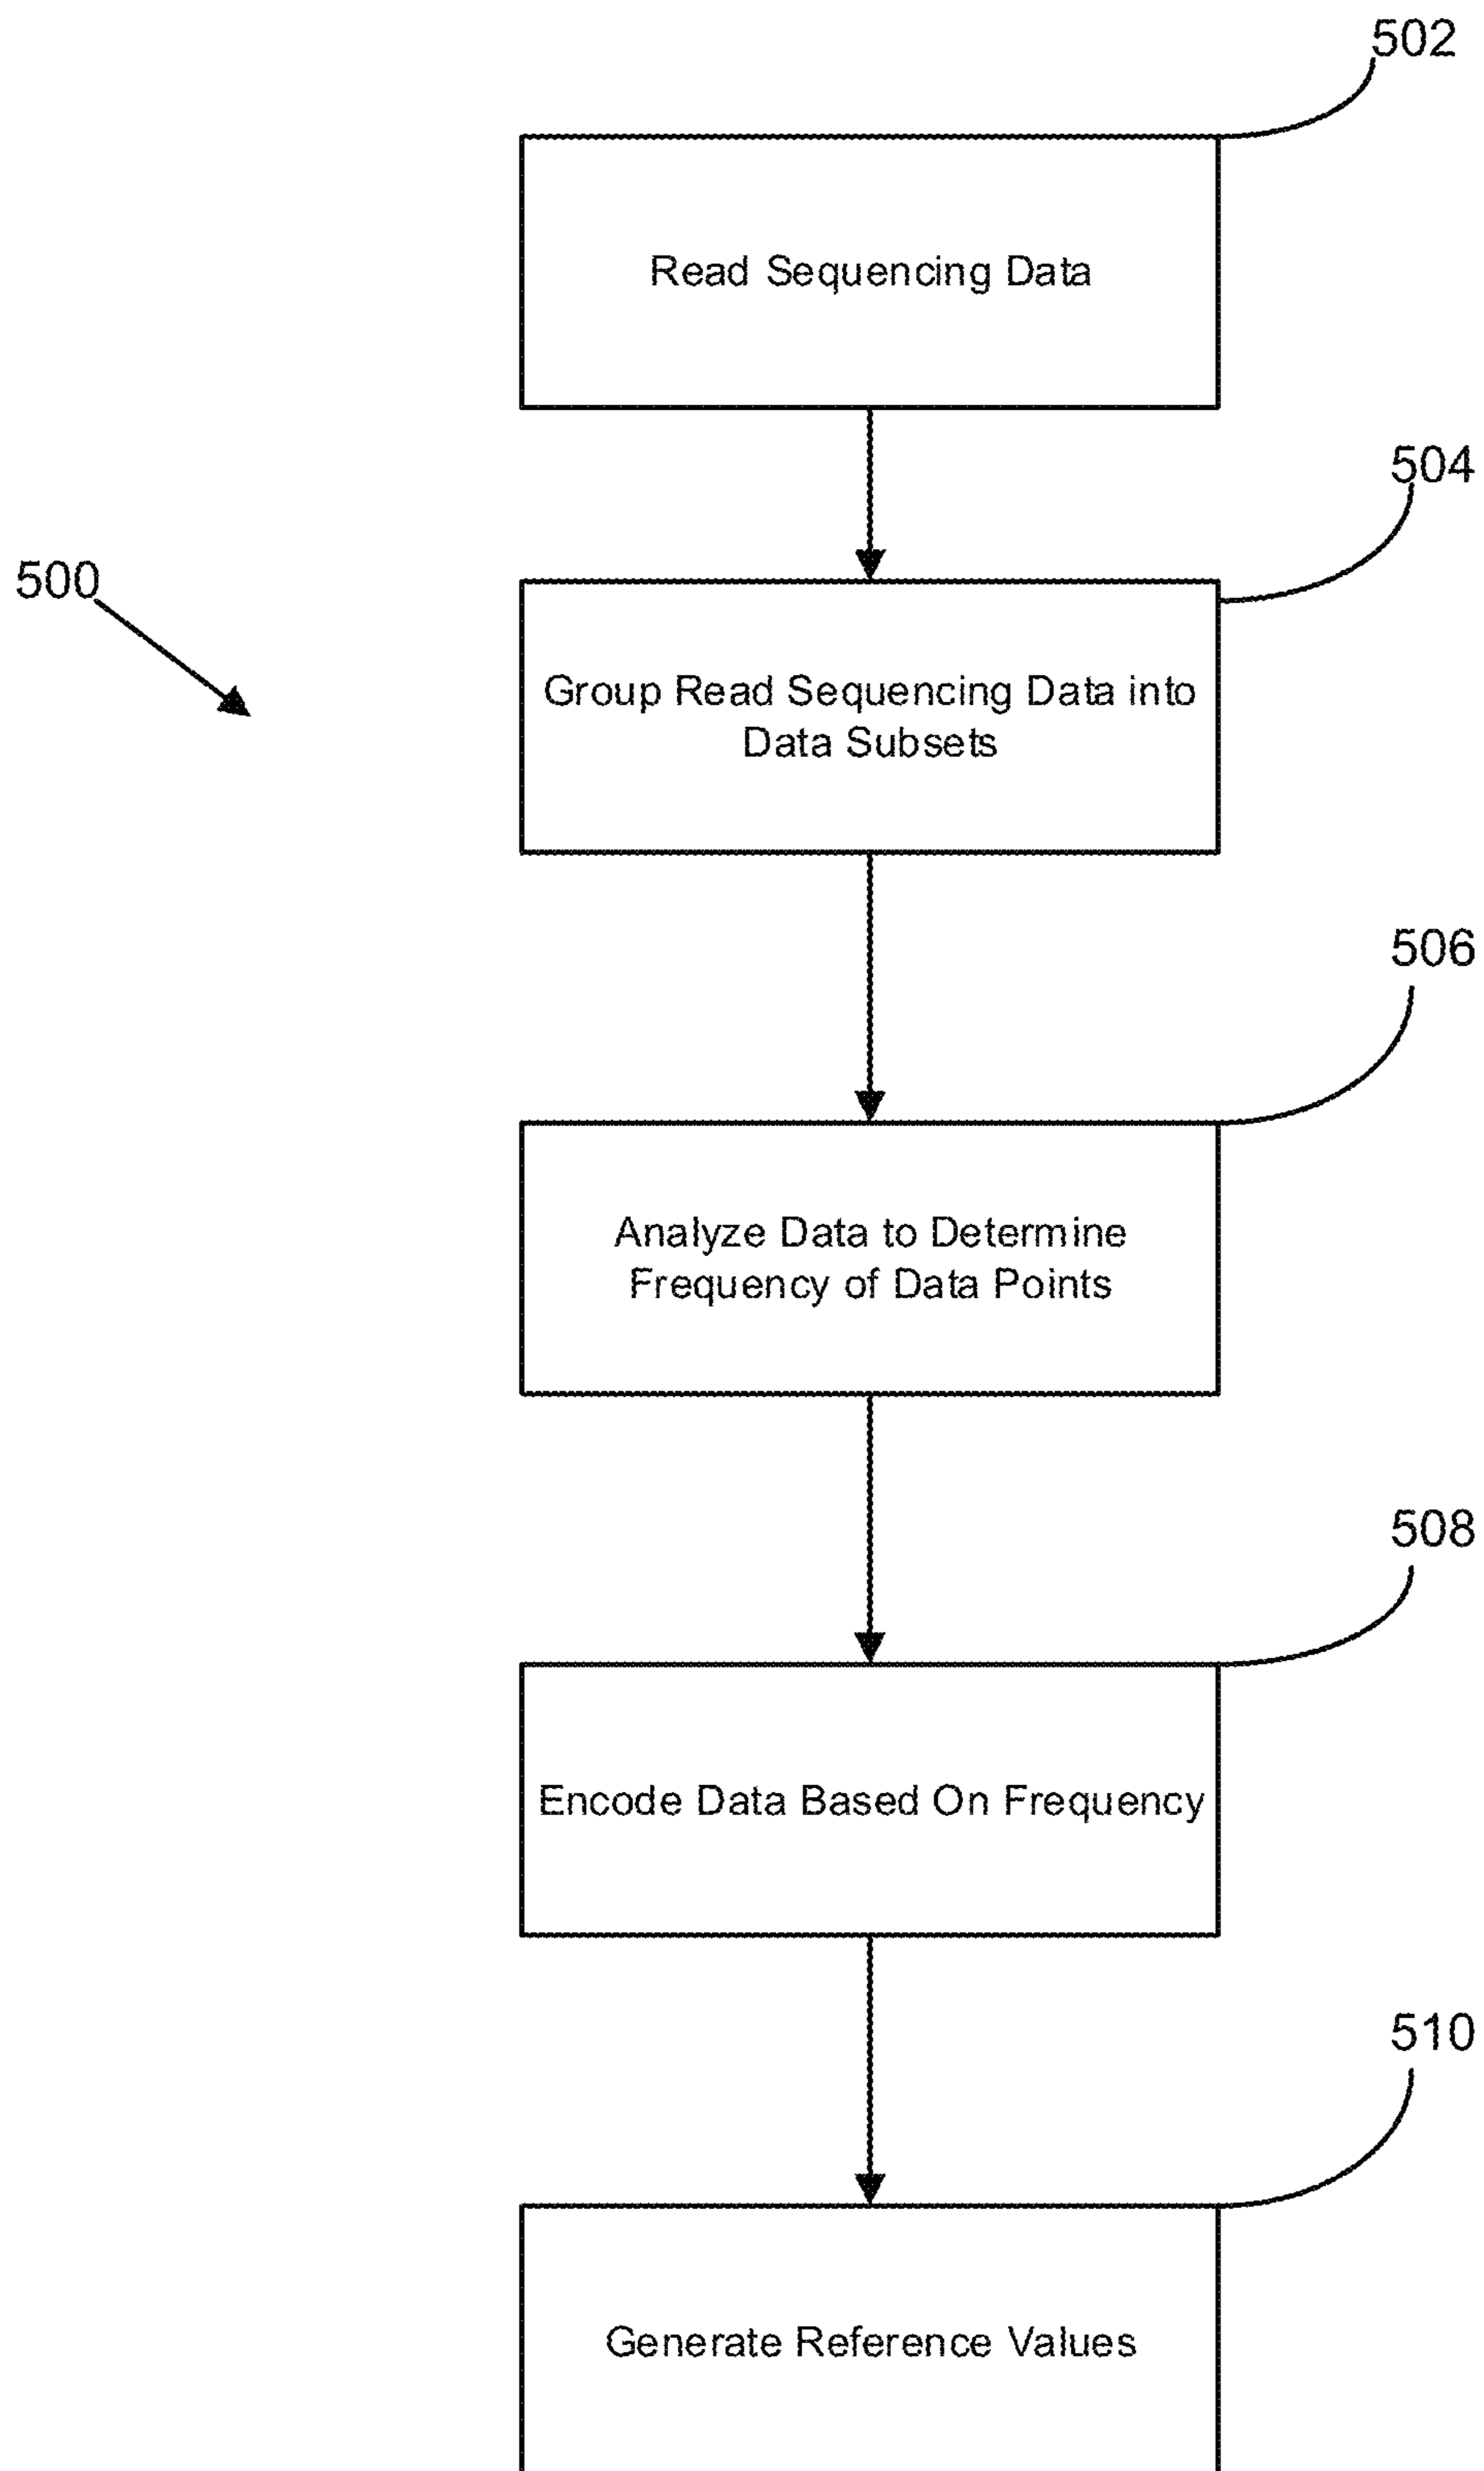 502
Read Sequencing Data
504
500
Group Read Sequencing Data into
Data Subsets
506
Analyze Data to Determine
Frequency of Data Points
508
Encode Data Based On Frequency
510
Generate Reference Values